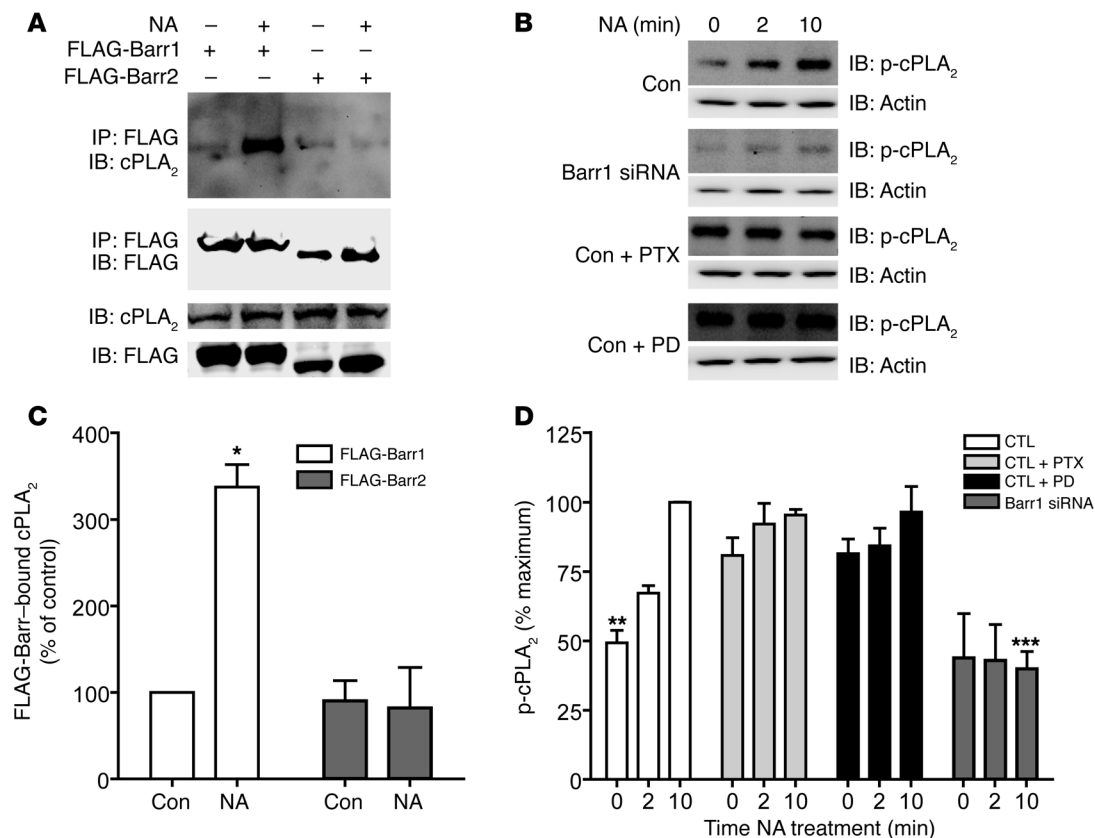 A
NA – + – +
FLAG-Barr1 + + – –
FLAG-Barr2 – – + +
IP: FLAG
IB: cPLA2
IP: FLAG
IB: FLAG
IB: cPLA2
IB: FLAG
B
NA (min) 0 2 10
Con
IB: p-cPLA2
IB: Actin
Barr1 siRNA
IB: p-cPLA2
IB: Actin
Con + PTX
IB: p-cPLA2
IB: Actin
Con + PD
IB: p-cPLA2
IB: Actin
C
FLAG-Barr–bound cPLA2
(% of control)
400
300
200
100
0
*
FLAG-Barr1
FLAG-Barr2
Con NA Con NA
D
p-cPLA2 (% maximum)
100
75
50
25
0
**
***
CTL
CTL + PTX
CTL + PD
Barr1 siRNA
0 2 10 0 2 10 0 2 10 0 2 10
Time NA treatment (min)